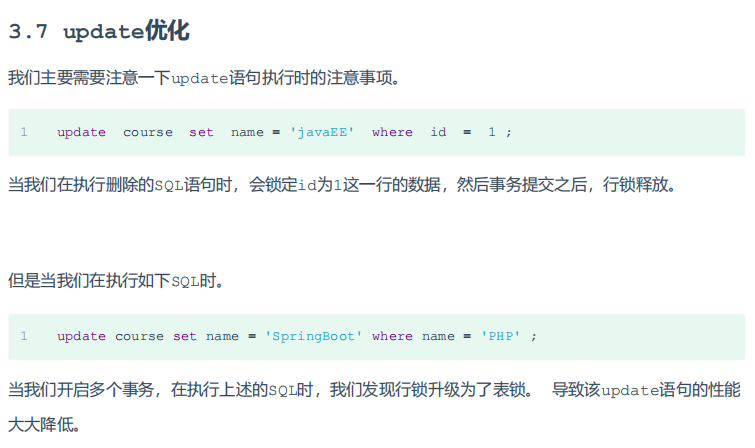 3.7 update优化
我们主要需要注意一下update语句执行时的注意事项。
1 update course set name = 'javaEE' where id = 1 ;
当我们在执行删除的SQL语句时，会锁定id为1这一行的数据，然后事务提交之后，行锁释放。
但是当我们在执行如下SQL时。
1 update course set name = 'SpringBoot' where name = 'PHP' ;
当我们开启多个事务，在执行上述的SQL时，我们发现行锁升级为了表锁。 导致该update语句的性能
大大降低。